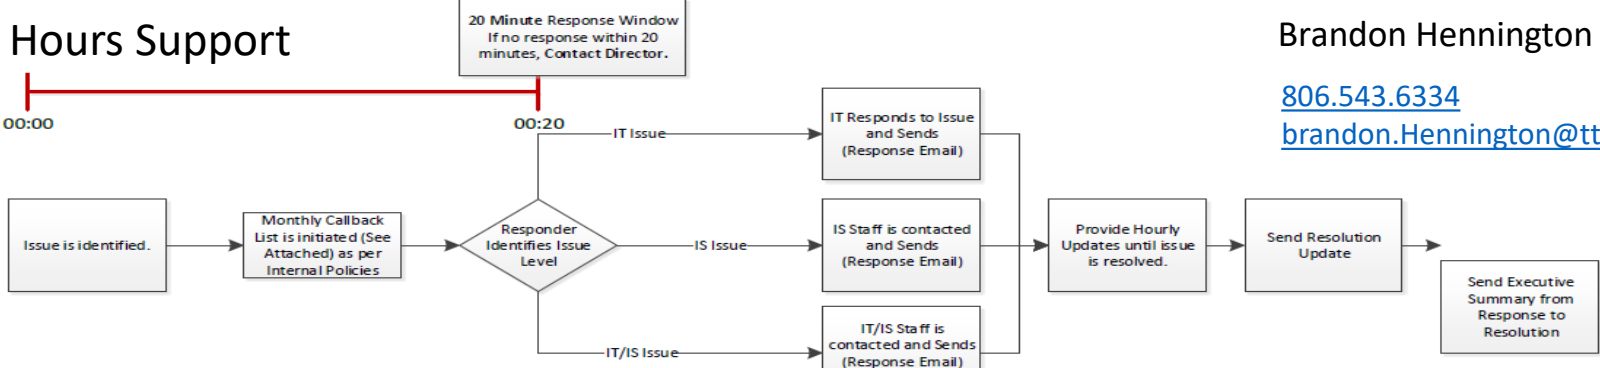 Hours Support
20 Minute Response Window
If no response within 20
minutes, Contact Director.
Brandon Hennington
806.543.6334
brandon.Hennington@tt
00:00
00:20
IT Issue
IT Responds to Issue
and Sends
(Response Email)
Issue is identified.
Monthly Callback
List is initiated (See
Attached) as per
Internal Policies
Responder
Identifies Issue
Level
IS Issue
IS Staff is contacted
and Sends
(Response Email)
Provide Hourly
Updates until issue
is resolved.
Send Resolution
Update
Send Executive
Summary from
Response to
Resolution
IT/IS Issue
IT/IS Staff is
contacted and Sends
(Response Email)